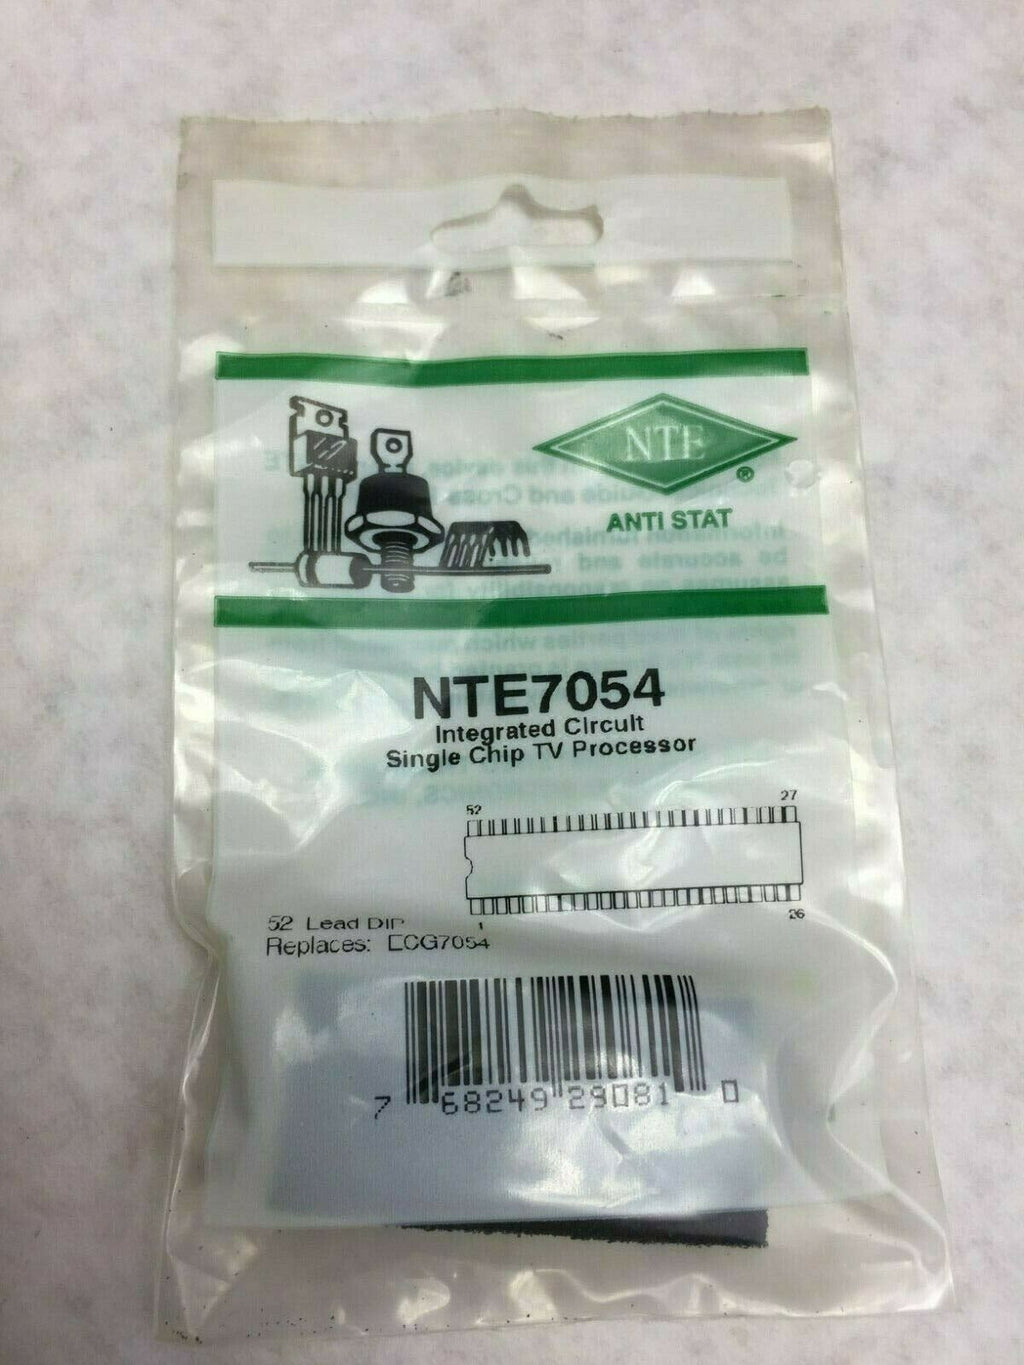 NTE
®
ANTI STAT
NTE7054
Integrated Circuit
Single Chip TV Processor
52 27
1 26
52 Lead DIP
Replaces: ECG7054
7 68249 29081 0